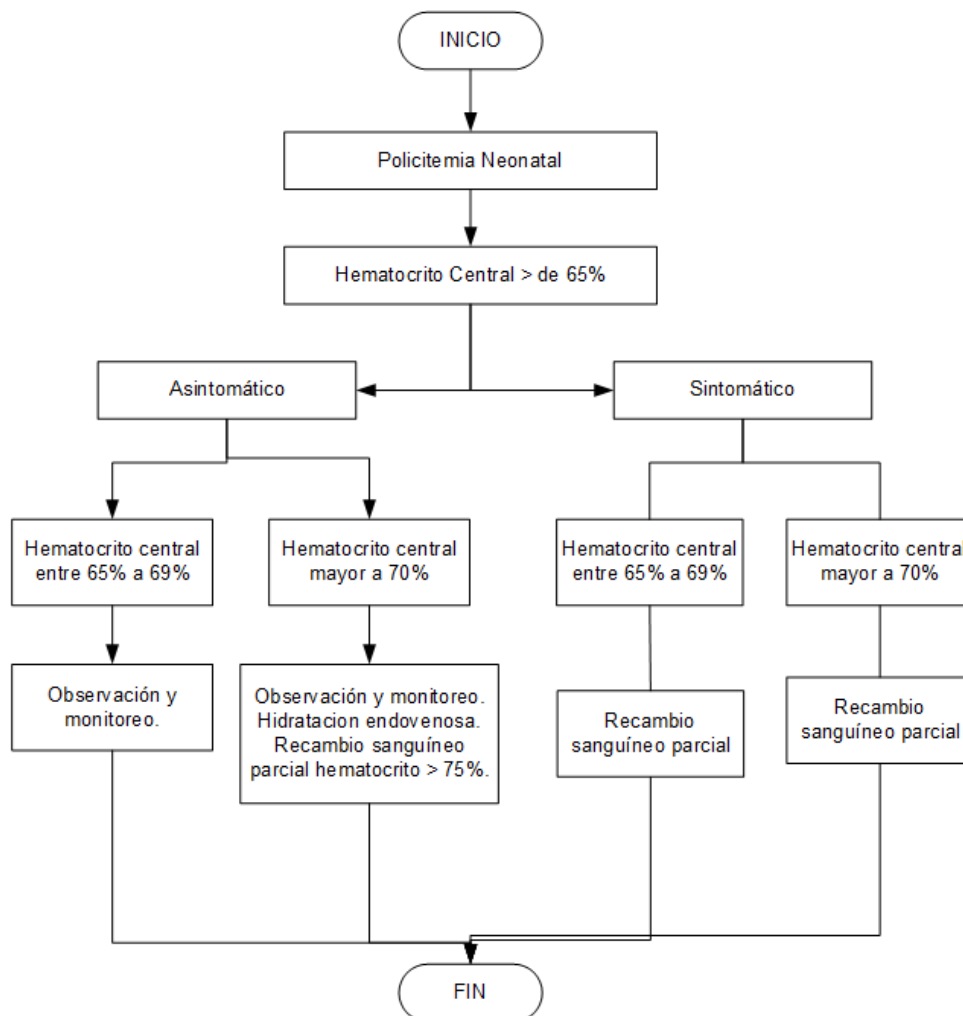 INICIO
Policitemia Neonatal
Hematocrito Central > de 65%
Asintomático
Sintomático
Hematocrito central
entre 65% a 69%
Hematocrito central
mayor a 70%
Hematocrito central
entre 65% a 69%
Hematocrito central
mayor a 70%
Observación y
monitoreo.
Observación y monitoreo.
Hidratacion endovenosa.
Recambio sanguíneo
parcial hematocrito > 75%.
Recambio
sanguíneo parcial
Recambio
sanguíneo parcial
FIN